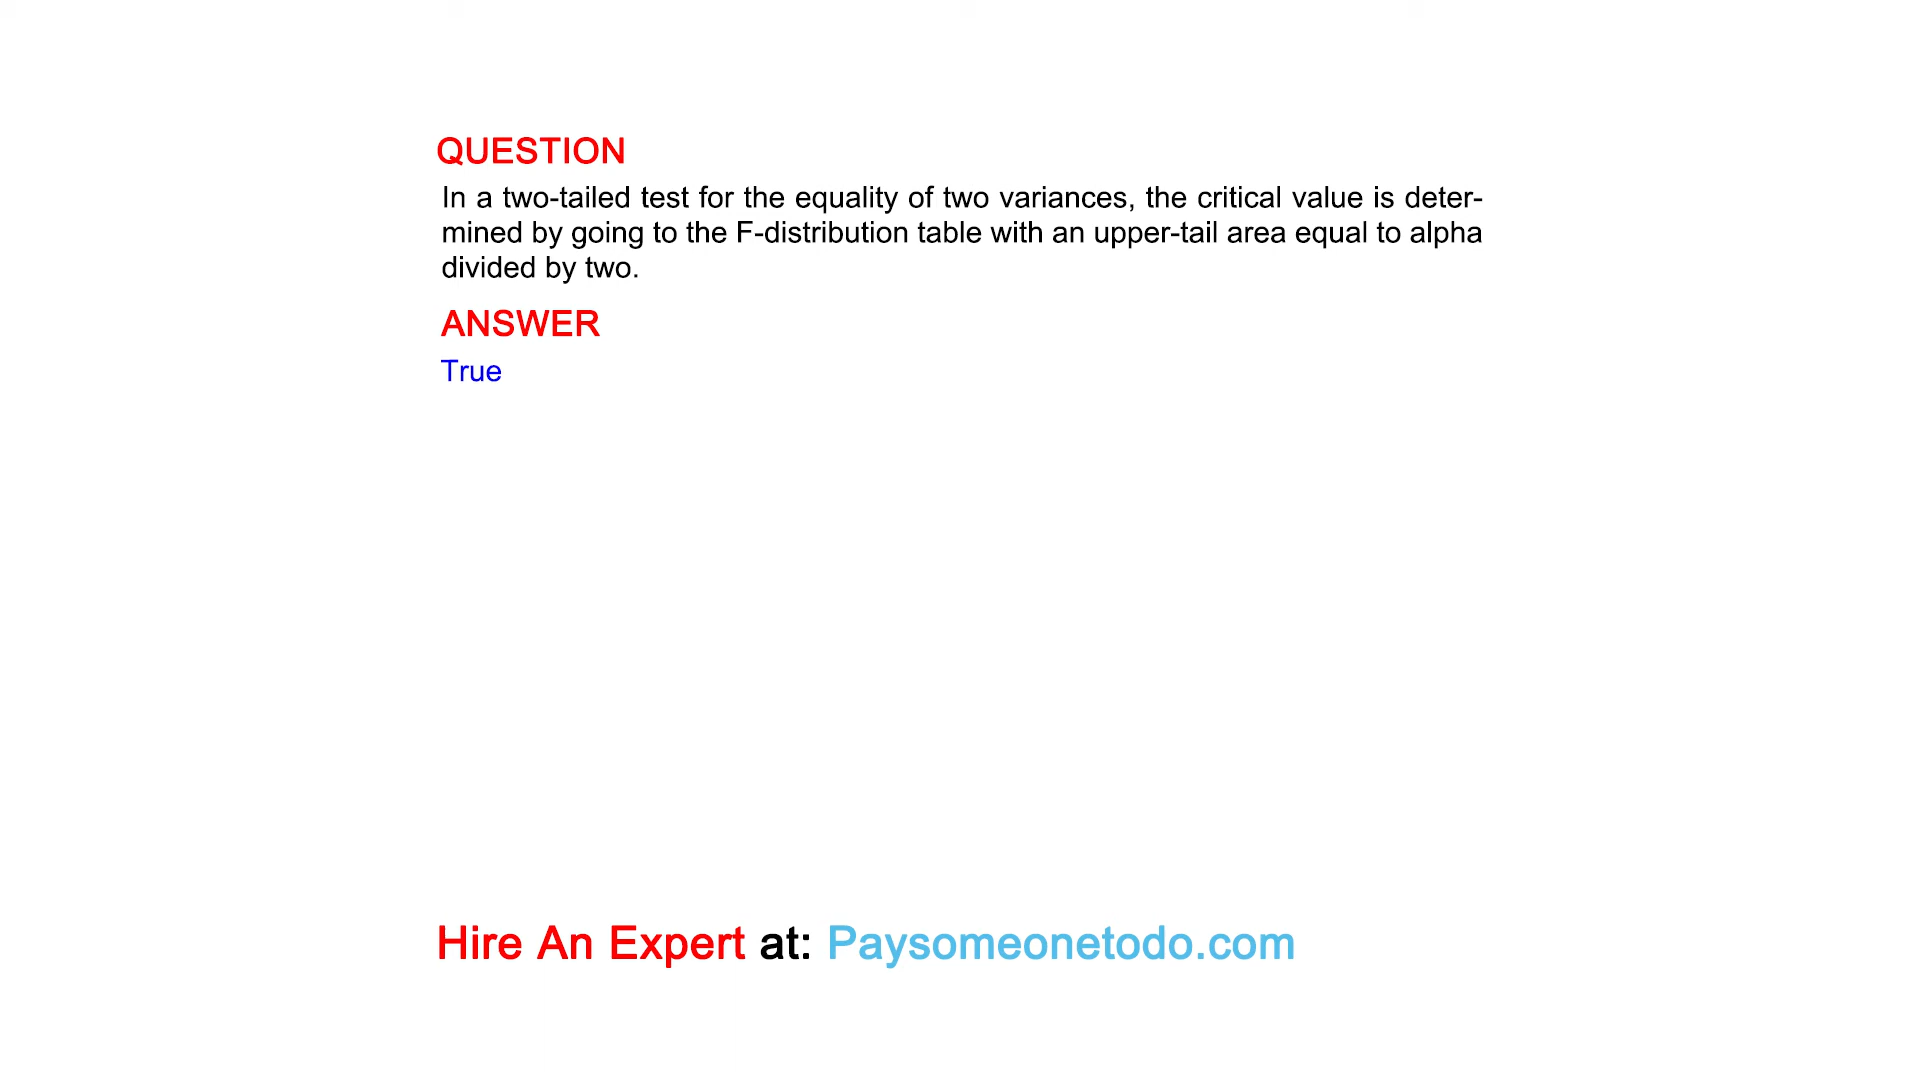 QUESTION
In a two-tailed test for the equality of two variances, the critical value is deter-
mined by going to the F-distribution table with an upper-tail area equal to alpha
divided by two.
ANSWER
True
Hire An Expert at: Paysomeonetodo.com